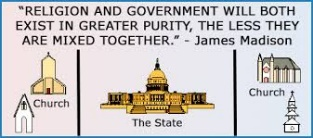 “RELIGION AND GOVERNMENT WILL BOTH
EXIST IN GREATER PURITY, THE LESS THEY
ARE MIXED TOGETHER.” - James Madison
Church
Church
The State